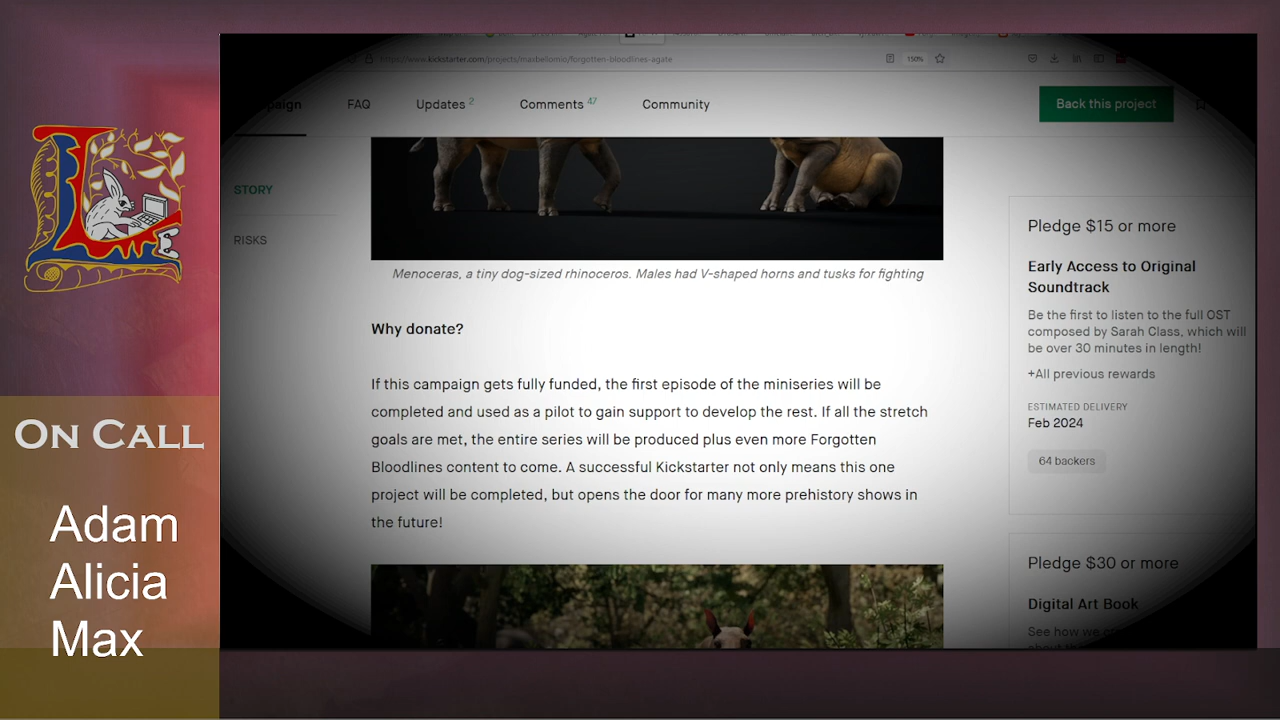 https://www.kickstarter.com/projects/maxbellomio/forgotten-bloodlines-agate
150%
FAQ
Updates 2
Comments 47
Community
Back this project
STORY
RISKS
Menoceras, a tiny dog-sized rhinoceros. Males had V-shaped horns and tusks for fighting
Why donate?
If this campaign gets fully funded, the first episode of the miniseries will be
completed and used as a pilot to gain support to develop the rest. If all the stretch
goals are met, the entire series will be produced plus even more Forgotten
Bloodlines content to come. A successful Kickstarter not only means this one
project will be completed, but opens the door for many more prehistory shows in
the future!
Pledge $15 or more
Early Access to Original
Soundtrack
Be the first to listen to the full OST
composed by Sarah Class, which will
be over 30 minutes in length!
+All previous rewards
ESTIMATED DELIVERY
Feb 2024
64 backers
Pledge $30 or more
Digital Art Book
See how we
L
ON CALL
Adam
Alicia
Max